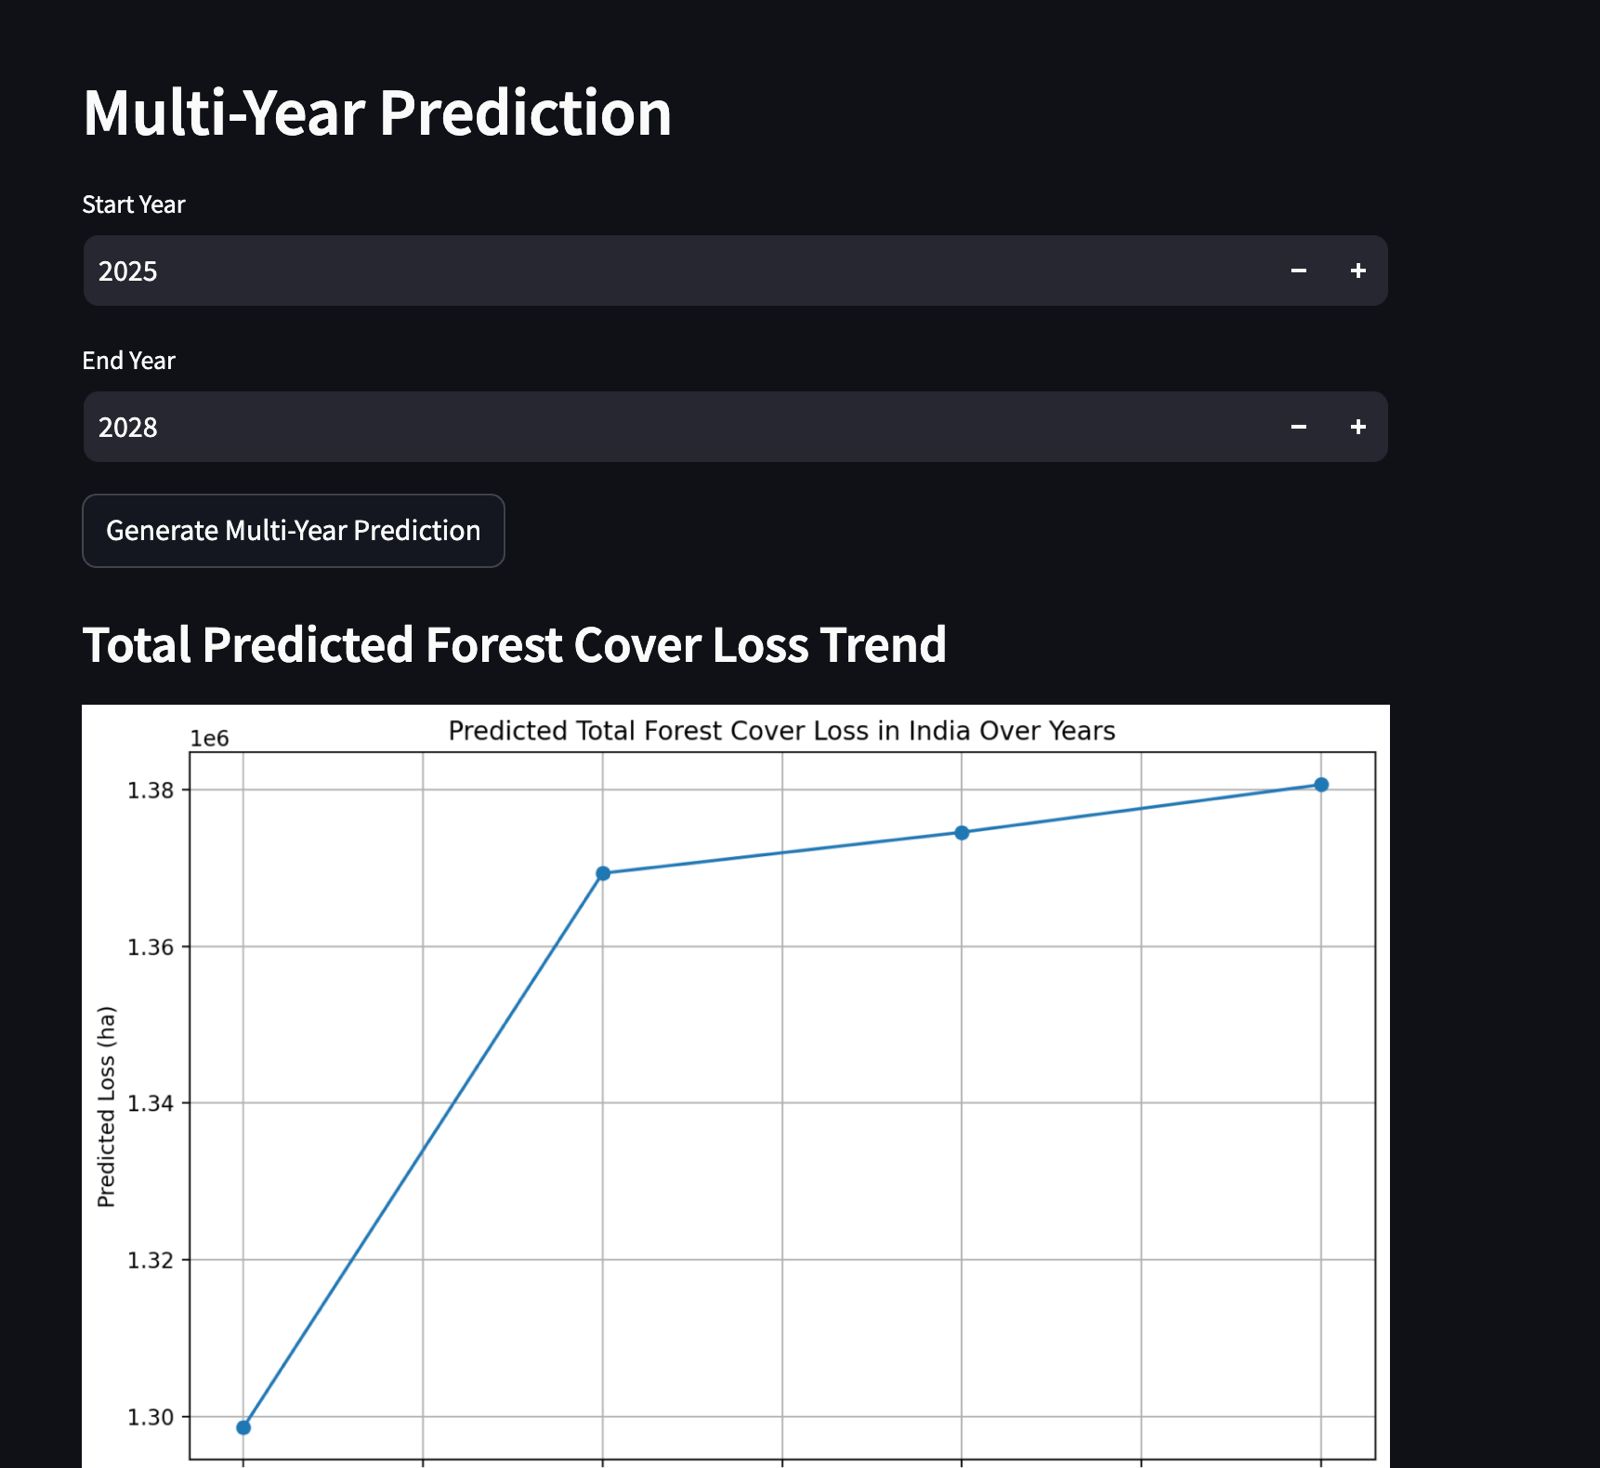 Multi-Year Prediction
Start Year
2025 − +
End Year
2028 − +
Generate Multi-Year Prediction
Total Predicted Forest Cover Loss Trend
Predicted Total Forest Cover Loss in India Over Years
1e6
1.38
1.36
1.34
1.32
1.30
Predicted Loss (ha)